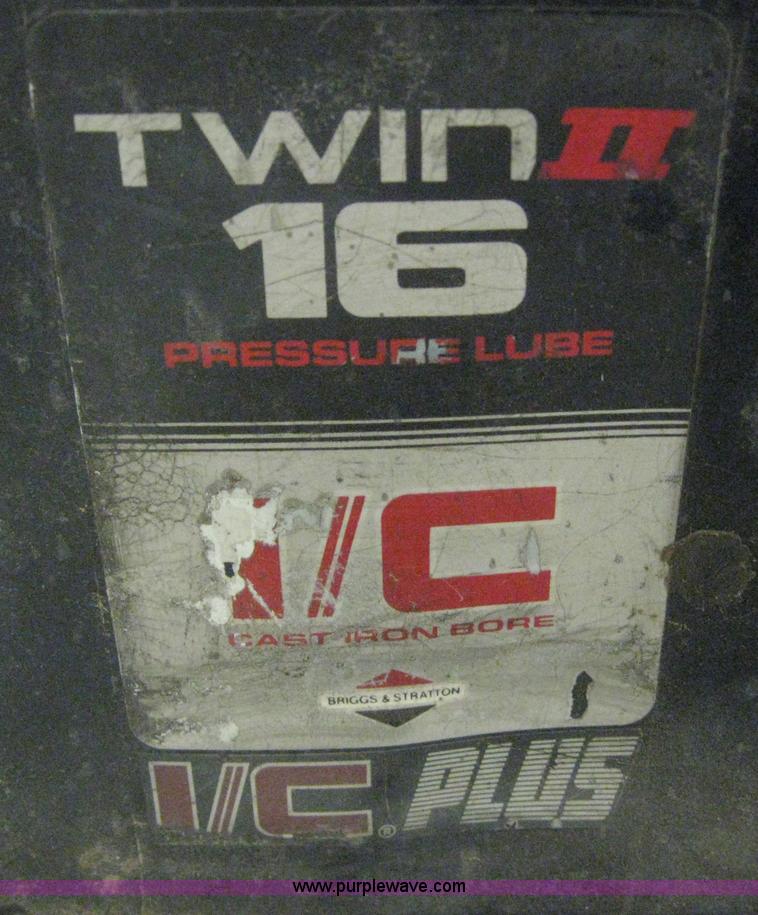 TWIN II
16
PRESSURE LUBE
I/C
CAST IRON BORE
BRIGGS & STRATTON
I/C® PLUS
www.purplewave.com